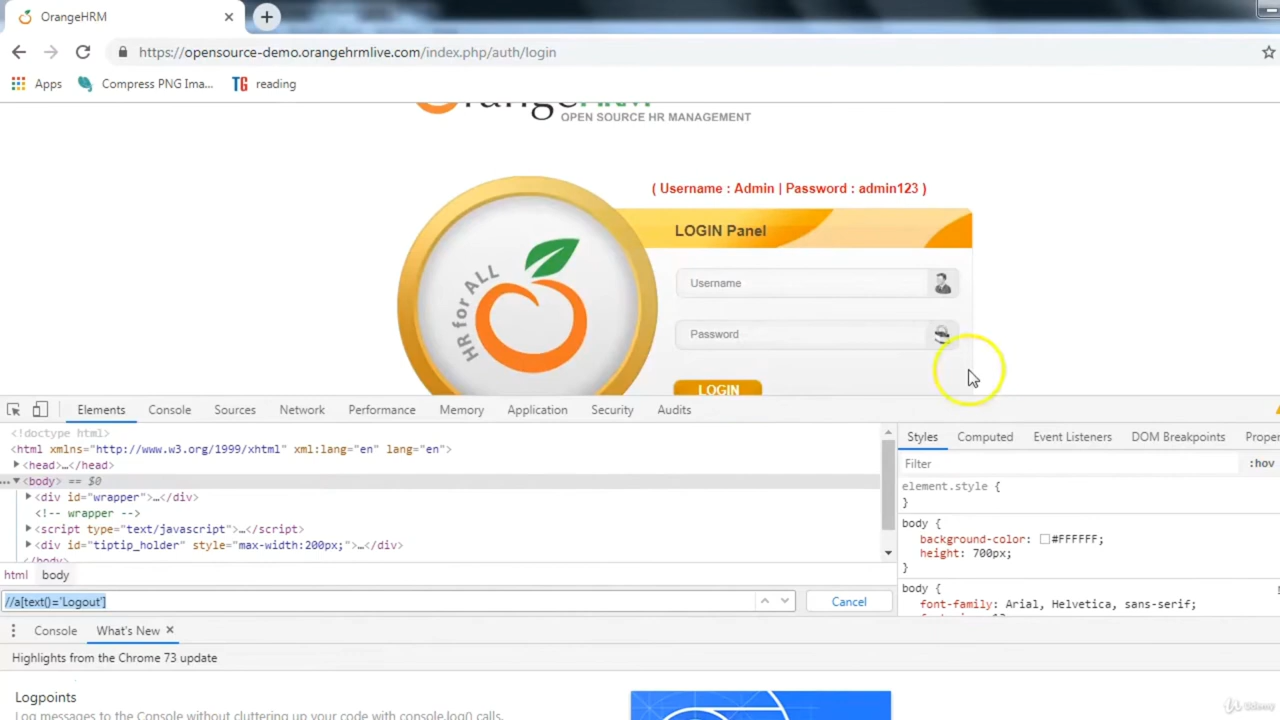 OrangeHRM
https://opensource-demo.orangehrmlive.com/index.php/auth/login
Apps Compress PNG Ima... TG reading
OrangeHRM
OPEN SOURCE HR MANAGEMENT
( Username : Admin | Password : admin123 )
LOGIN Panel
HR for ALL
Username
Password
LOGIN
Elements Console Sources Network Performance Memory Application Security Audits
<!doctype html>
<html xmlns="http://www.w3.org/1999/xhtml" xml:lang="en" lang="en">
<head>…</head>
<body> == $0
<div id="wrapper">…</div>
<!-- wrapper -->
<script type="text/javascript">…</script>
<div id="tiptip_holder" style="max-width:200px;">…</div>
</body>
html body
//a[text()='Logout']
Cancel
Styles Computed Event Listeners DOM Breakpoints Proper
Filter :hov
element.style {
}
body {
background-color: #FFFFFF;
height: 700px;
}
body {
font-family: Arial, Helvetica, sans-serif;
Console What's New
Highlights from the Chrome 73 update
Logpoints
Log messages to the Console without cluttering up your code with console.log() calls.
Udemy